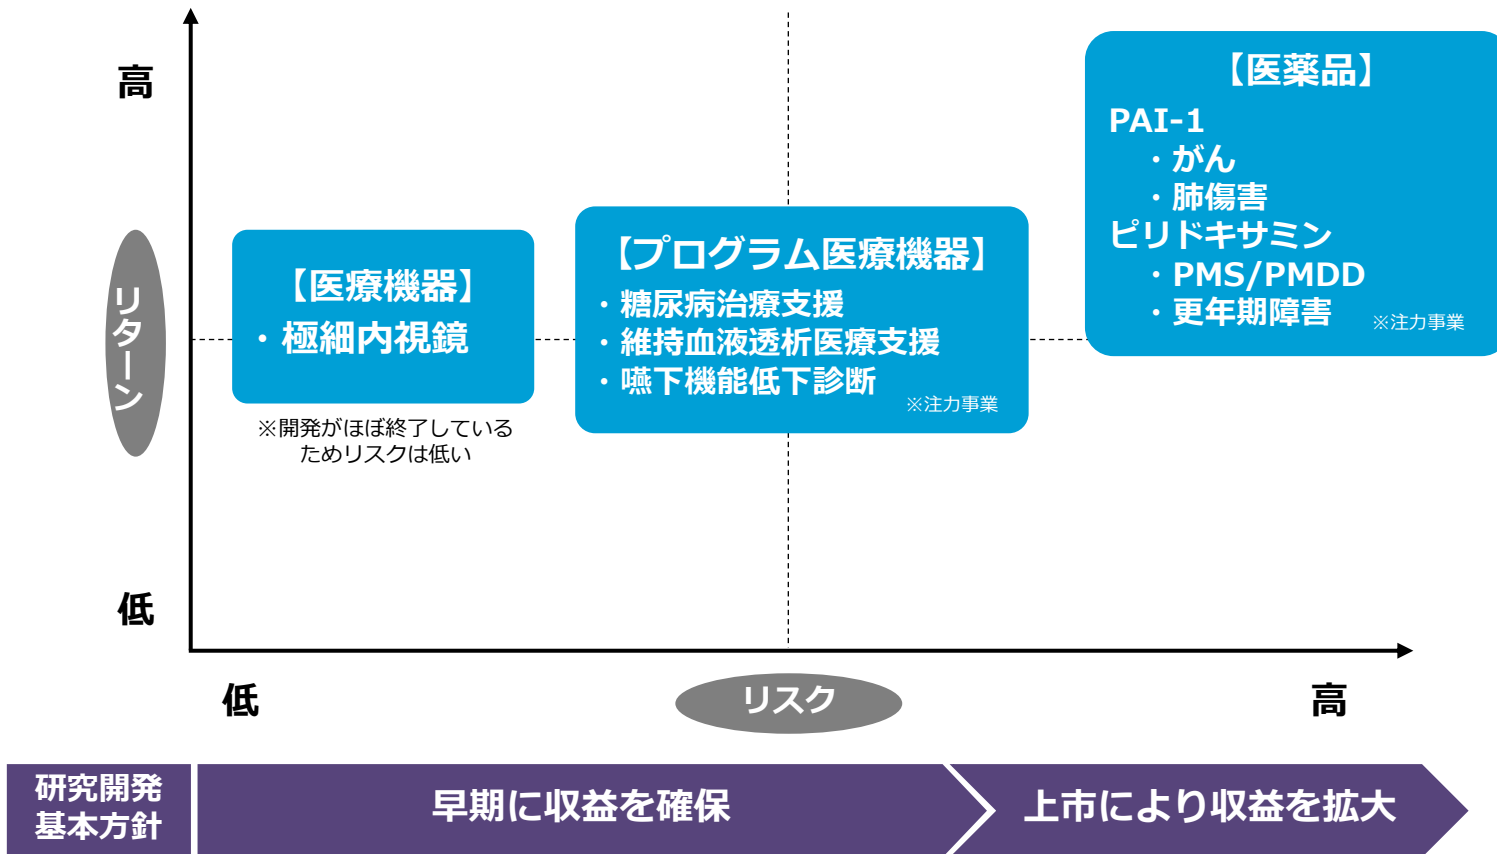 高
【医薬品】
PAI-1
・がん
・肺傷害
ピリドキサミン
・PMS/PMDD
・更年期障害
※注力事業
【プログラム医療機器】
・糖尿病治療支援
・維持血液透析医療支援
・嚥下機能低下診断
※注力事業
【医療機器】
・極細内視鏡
※開発がほぼ終了している
ためリスクは低い
リターン
低
低
リスク
高
研究開発
基本方針
早期に収益を確保
上市により収益を拡大